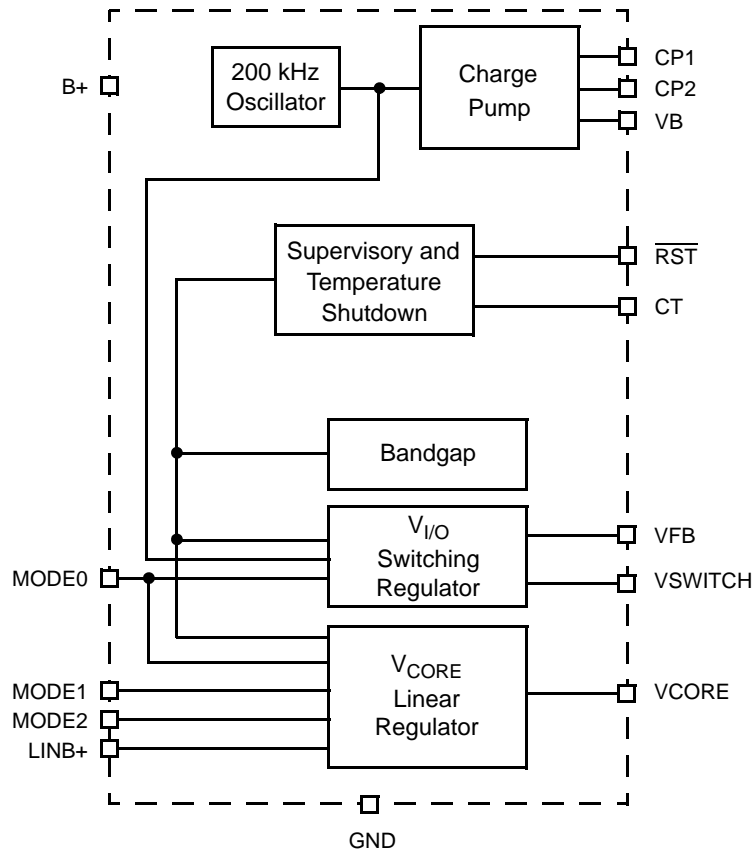 B+
200 kHz
Oscillator
Charge
Pump
CP1
CP2
VB
Supervisory and
Temperature
Shutdown
RST
CT
Bandgap
VI/O
Switching
Regulator
VFB
VSWITCH
MODE0
VCORE
Linear
Regulator
MODE1
MODE2
LINB+
VCORE
GND